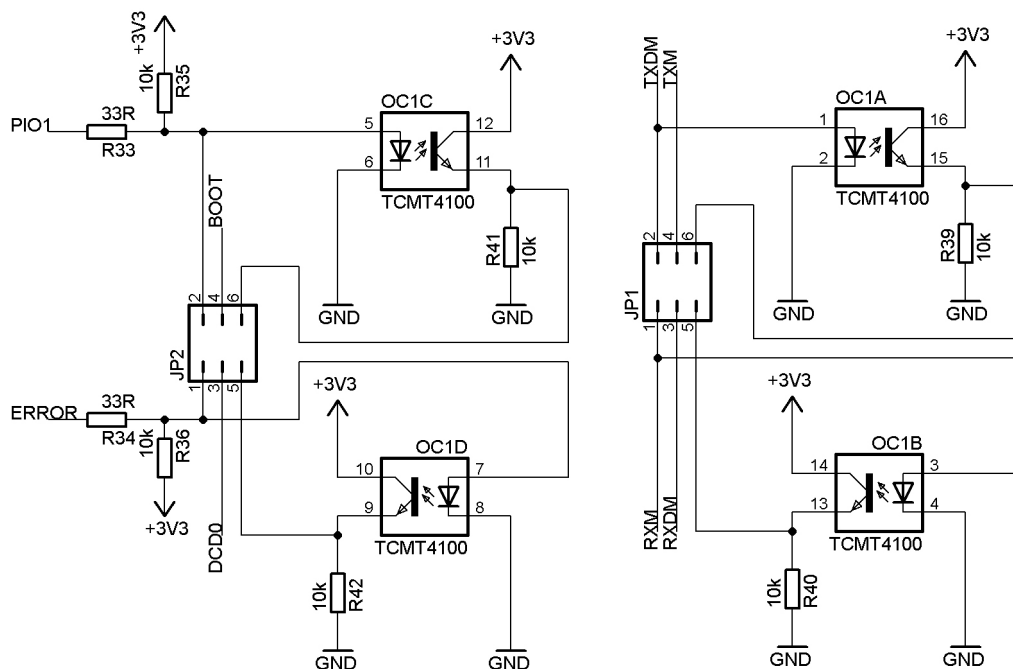 +3V3
10k
R35
PIO1
33R
R33
OC1C
5
6
12
11
TCMT4100
+3V3
R41
10k
GND
GND
BOOT
2
4
6
JP2
1
3
5
ERROR
33R
R34
10k
R36
+3V3
DCD0
+3V3
OC1D
10
9
7
8
TCMT4100
10k
R42
GND
GND
TXDM
TXM
+3V3
OC1A
1
2
16
15
TCMT4100
R39
10k
GND
GND
2
4
6
JP1
1
3
5
RXM
RXDM
+3V3
OC1B
14
13
3
4
TCMT4100
10k
R40
GND
GND